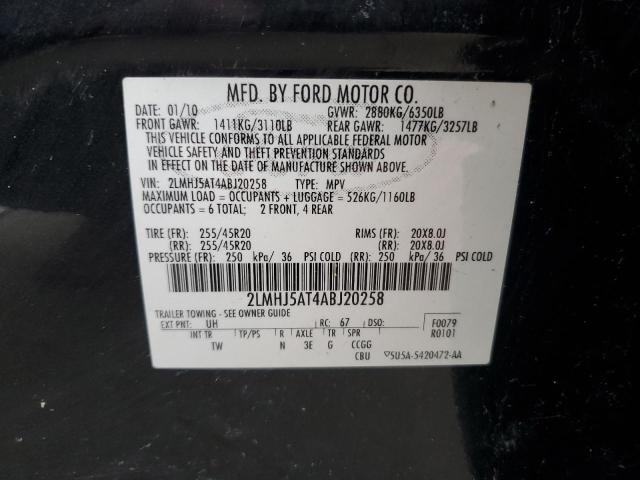 MFD. BY FORD MOTOR CO.
DATE: 01/10 GVWR: 2880KG/6350LB
FRONT GAWR: 1411KG/3110LB REAR GAWR: 1477KG/3257LB
THIS VEHICLE CONFORMS TO ALL APPLICABLE FEDERAL MOTOR
VEHICLE SAFETY AND THEFT PREVENTION STANDARDS
IN EFFECT ON THE DATE OF MANUFACTURE SHOWN ABOVE.
VIN: 2LMHJ5AT4ABJ20258 TYPE: MPV
MAXIMUM LOAD = OCCUPANTS + LUGGAGE = 526KG/1160LB
OCCUPANTS = 6 TOTAL; 2 FRONT, 4 REAR
TIRE (FR): 255/45R20 RIMS (FR): 20X8.0J
(RR): 255/45R20 (RR): 20X8.0J
PRESSURE (FR): 250 kPa/ 36 PSI COLD (RR): 250 kPa/ 36 PSI COLD
2LMHJ5AT4ABJ20258
TRAILER TOWING - SEE OWNER GUIDE
EXT PNT: UH RC: 67 DSO: F0079
INT TR TP/PS R AXLE TR SPR R0101
TW N 3E G CCGG
CBU 5U5A-5420472-AA